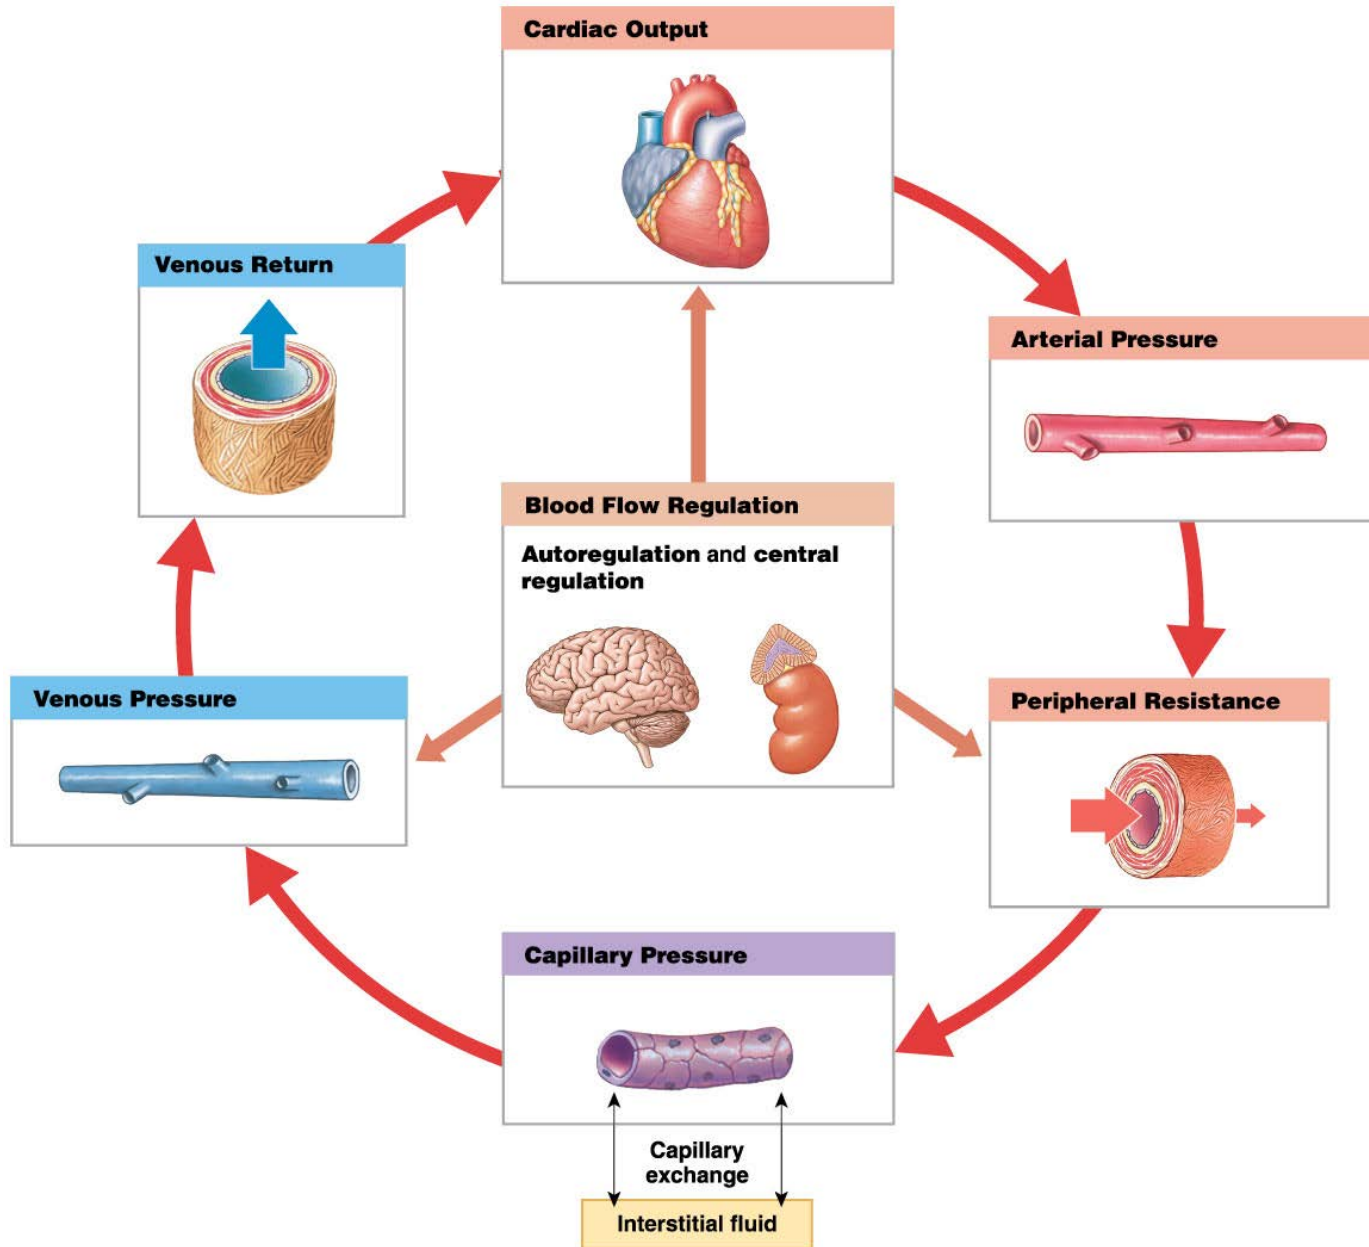 Cardiac Output
Venous Return
Arterial Pressure
Blood Flow Regulation
Autoregulation and central
regulation
Venous Pressure
Peripheral Resistance
Capillary Pressure
Capillary
exchange
Interstitial fluid